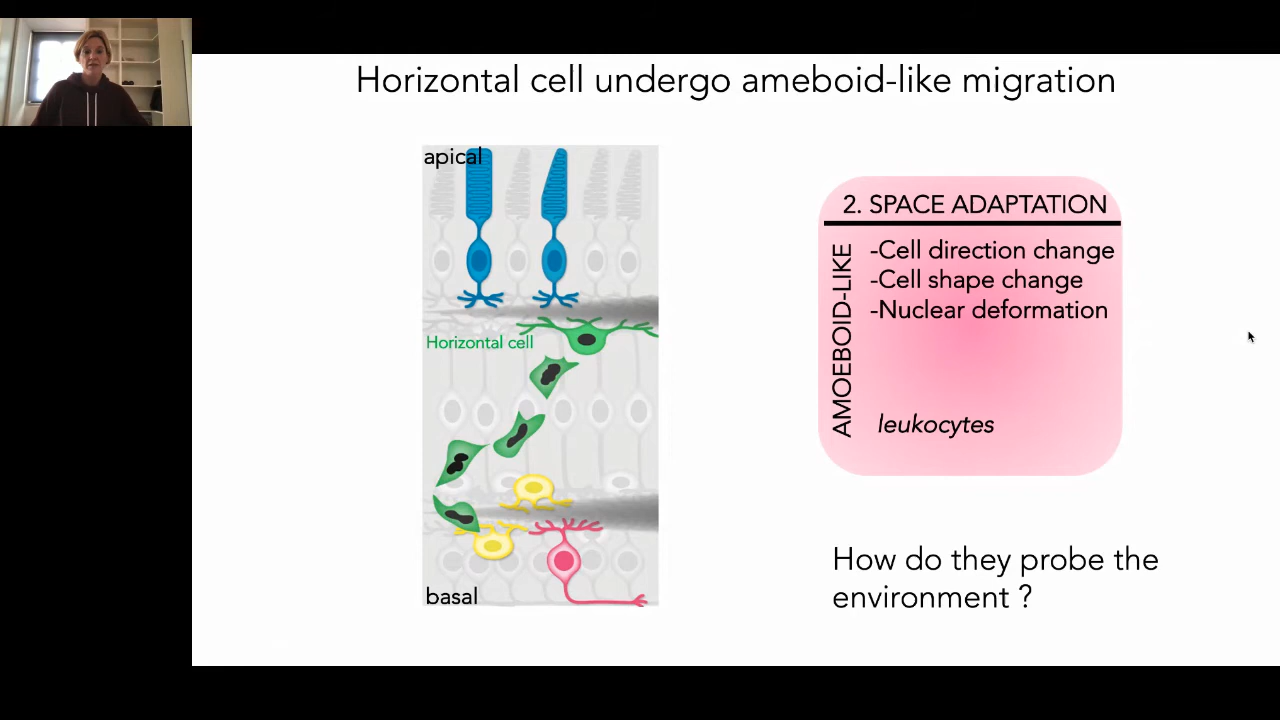 Horizontal cell undergo ameboid-like migration
apical
Horizontal cell
basal
2. SPACE ADAPTATION
AMOEBOID-LIKE
-Cell direction change
-Cell shape change
-Nuclear deformation
leukocytes
How do they probe the
environment ?